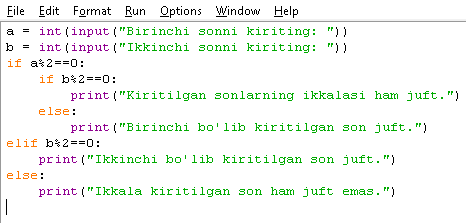 File Edit Format Run Options Window Help
a = int(input("Birinchi sonni kiriting: "))
b = int(input("Ikkinchi sonni kiriting: "))
if a%2==0:
    if b%2==0:
        print("Kiritilgan sonlarning ikkalasi ham juft.")
    else:
        print("Birinchi bo'lib kiritilgan son juft.")
elif b%2==0:
    print("Ikkinchi bo'lib kiritilgan son juft.")
else:
    print("Ikkala kiritilgan son ham juft emas.")